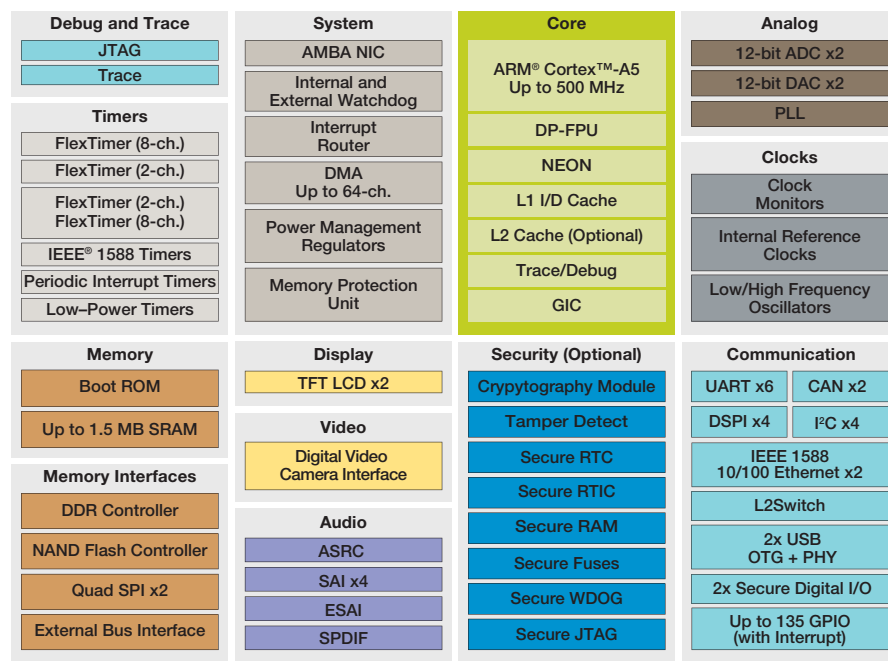 Debug and Trace
JTAG
Trace
Timers
FlexTimer (8-ch.)
FlexTimer (2-ch.)
FlexTimer (2-ch.)
FlexTimer (8-ch.)
IEEE® 1588 Timers
Periodic Interrupt Timers
Low–Power Timers
System
AMBA NIC
Internal and
External Watchdog
Interrupt
Router
DMA
Up to 64-ch.
Power Management
Regulators
Memory Protection
Unit
Core
ARM® Cortex™-A5
Up to 500 MHz
DP-FPU
NEON
L1 I/D Cache
L2 Cache (Optional)
Trace/Debug
GIC
Analog
12-bit ADC x2
12-bit DAC x2
PLL
Clocks
Clock
Monitors
Internal Reference
Clocks
Low/High Frequency
Oscillators
Memory
Boot ROM
Up to 1.5 MB SRAM
Memory Interfaces
DDR Controller
NAND Flash Controller
Quad SPI x2
External Bus Interface
Display
TFT LCD x2
Video
Digital Video
Camera Interface
Audio
ASRC
SAI x4
ESAI
SPDIF
Security (Optional)
Crypytography Module
Tamper Detect
Secure RTC
Secure RTIC
Secure RAM
Secure Fuses
Secure WDOG
Secure JTAG
Communication
UART x6
CAN x2
DSPI x4
I²C x4
IEEE 1588
10/100 Ethernet x2
L2Switch
2x USB
OTG + PHY
2x Secure Digital I/O
Up to 135 GPIO
(with Interrupt)